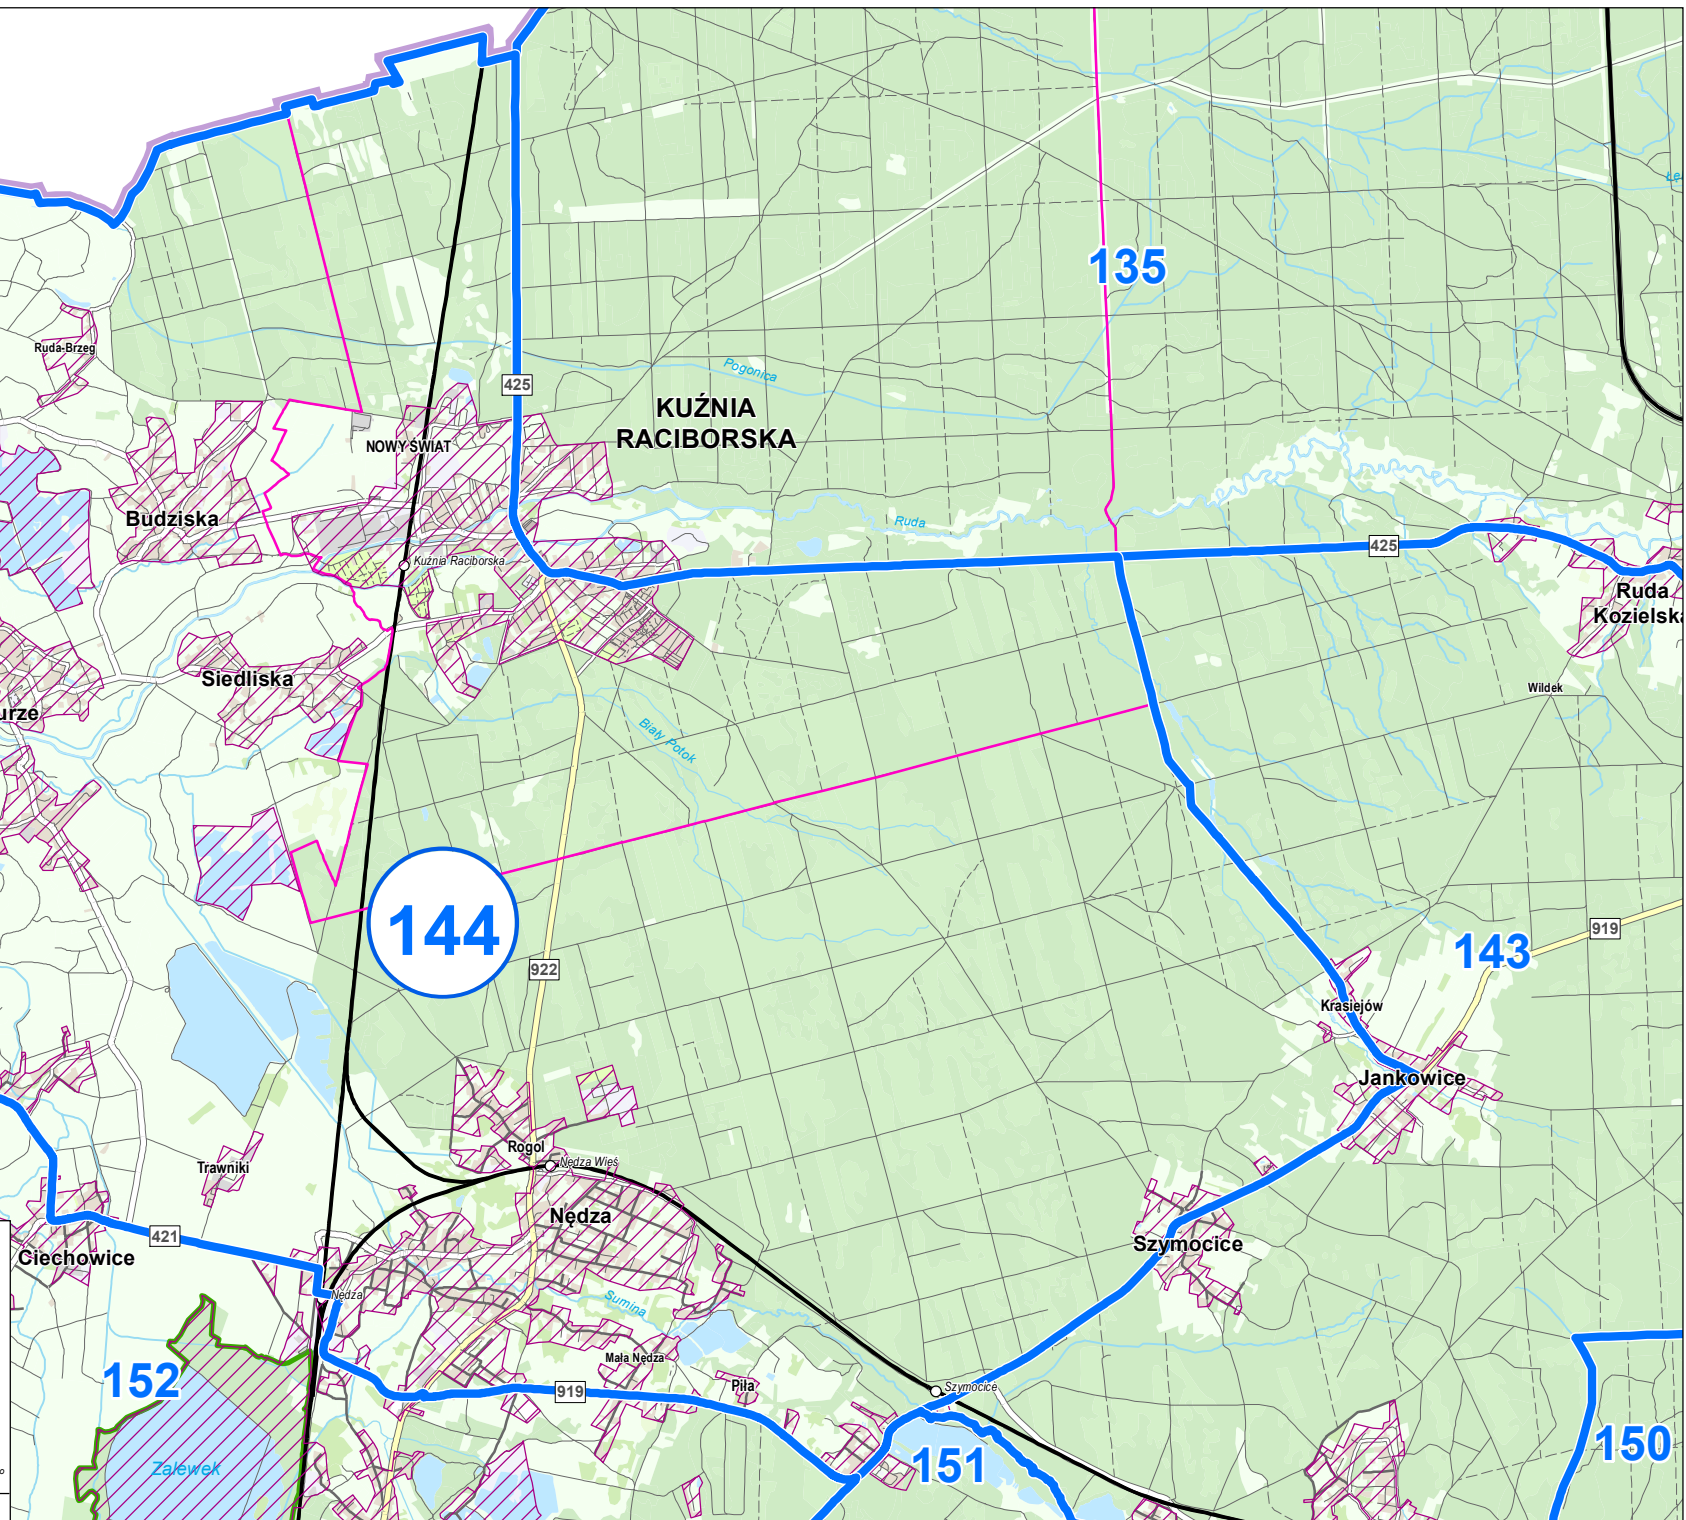 135
Ruda-Brzeg
Pogonica
425
KUŹNIA
RACIBORSKA
NOWY ŚWIAT
Budziska
Ruda
425
Kuźnia Raciborska
Ruda
Kozielska
Siedliska
Wildek
urze
Biały Potok
144
919
143
922
Krasiejów
Jankowice
Rogol
Nędza Wieś
Trawniki
Nędza
421
Szymocice
Ciechowice
Nędza
Sumina
Mała Nędza
152
Piła
919
Szymocice
150
151
Zalewek